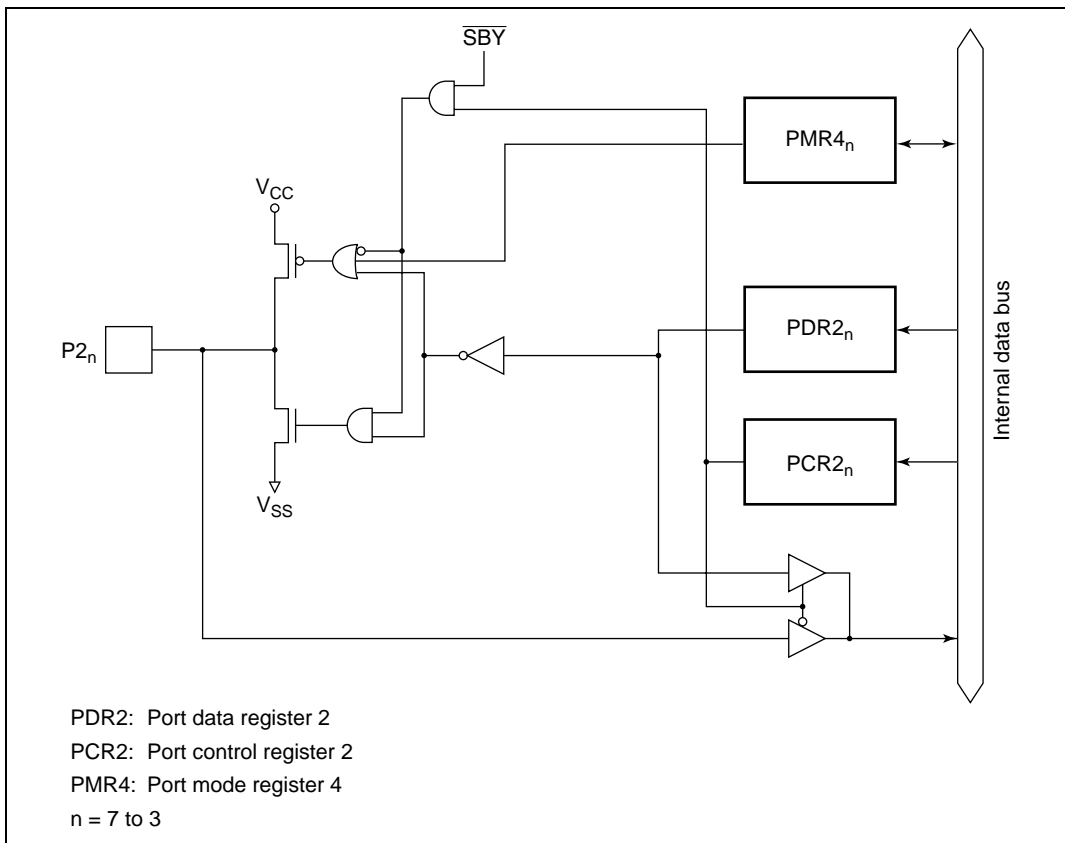 SBY
PMR4n
VCC
PDR2n
P2n
Internal data bus
PCR2n
VSS
PDR2: Port data register 2
PCR2: Port control register 2
PMR4: Port mode register 4
n = 7 to 3